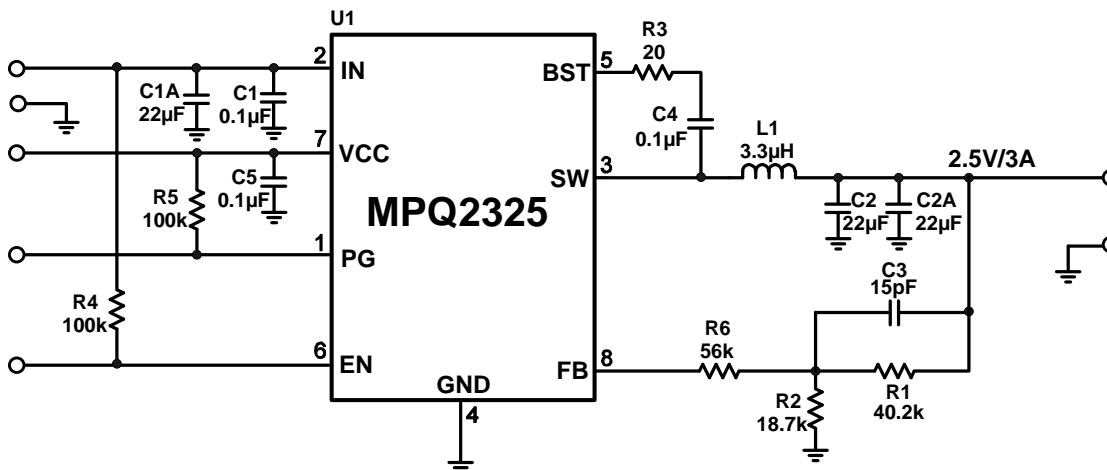 U1
MPQ2325
2
IN
7
VCC
1
PG
6
EN
GND
4
5
BST
3
SW
8
FB
C1A
22µF
C1
0.1µF
R5
100k
C5
0.1µF
R4
100k
R3
20
C4
0.1µF
L1
3.3µH
2.5V/3A
C2
22µF
C2A
22µF
C3
15pF
R6
56k
R2
18.7k
R1
40.2k